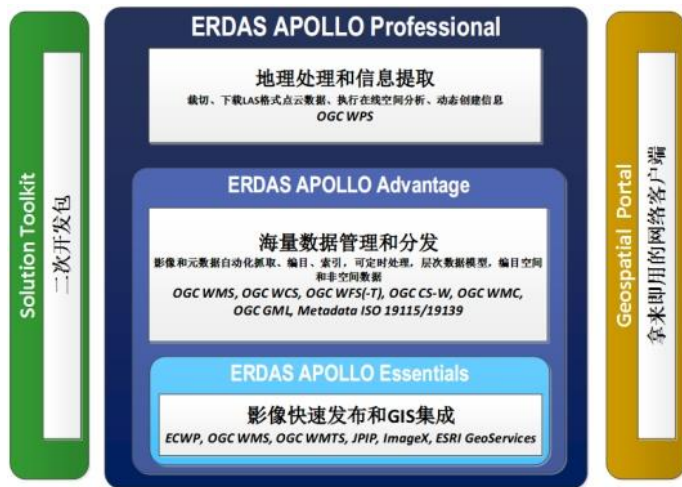 Solution Toolkit
二次开发包
ERDAS APOLLO Professional
地理处理和信息提取
裁切、下载LAS格式点云数据、执行在线空间分析、动态创建信息
OGC WPS
ERDAS APOLLO Advantage
海量数据管理和分发
影像和元数据自动化抓取、编目、索引，可定时处理，层次数据模型，编目空间
和非空间数据
OGC WMS, OGC WCS, OGC WFS(-T), OGC CS-W, OGC WMC,
OGC GML, Metadata ISO 19115/19139
ERDAS APOLLO Essentials
影像快速发布和GIS集成
ECWP, OGC WMS, OGC WMTS, JPIP, ImageX, ESRI GeoServices
Geospatial Portal
拿来即用的网络客户端